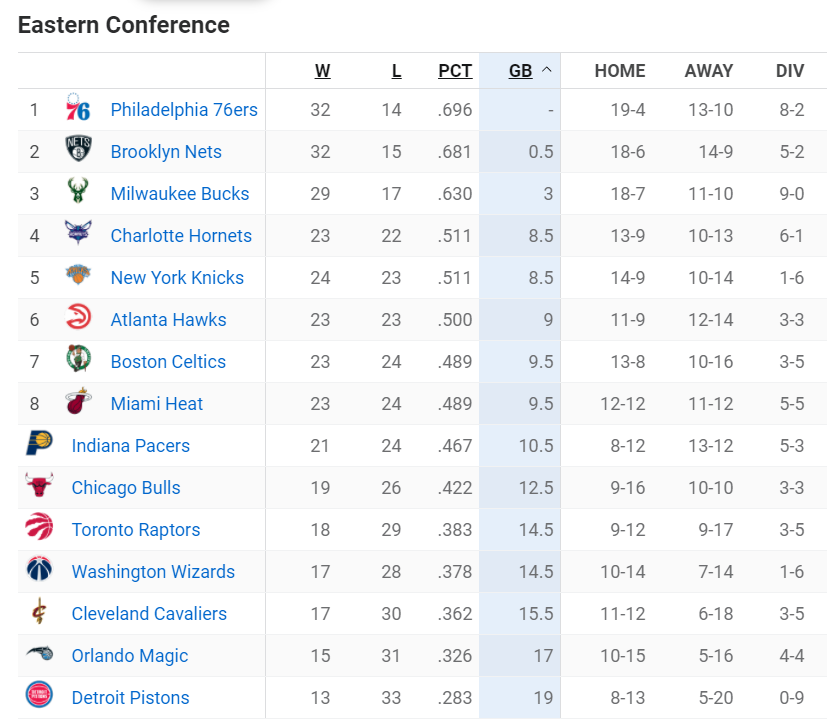 Eastern Conference
W L PCT GB HOME AWAY DIV
1 Philadelphia 76ers 32 14 .696 - 19-4 13-10 8-2
2 Brooklyn Nets 32 15 .681 0.5 18-6 14-9 5-2
3 Milwaukee Bucks 29 17 .630 3 18-7 11-10 9-0
4 Charlotte Hornets 23 22 .511 8.5 13-9 10-13 6-1
5 New York Knicks 24 23 .511 8.5 14-9 10-14 1-6
6 Atlanta Hawks 23 23 .500 9 11-9 12-14 3-3
7 Boston Celtics 23 24 .489 9.5 13-8 10-16 3-5
8 Miami Heat 23 24 .489 9.5 12-12 11-12 5-5
Indiana Pacers 21 24 .467 10.5 8-12 13-12 5-3
Chicago Bulls 19 26 .422 12.5 9-16 10-10 3-3
Toronto Raptors 18 29 .383 14.5 9-12 9-17 3-5
Washington Wizards 17 28 .378 14.5 10-14 7-14 1-6
Cleveland Cavaliers 17 30 .362 15.5 11-12 6-18 3-5
Orlando Magic 15 31 .326 17 10-15 5-16 4-4
Detroit Pistons 13 33 .283 19 8-13 5-20 0-9